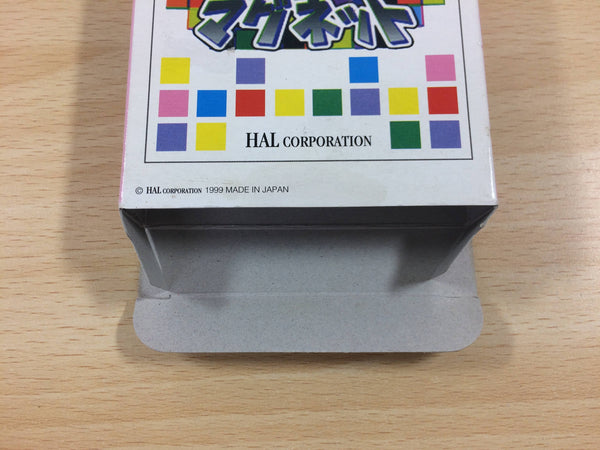 マグネット
HAL CORPORATION
© HAL CORPORATION 1999 MADE IN JAPAN